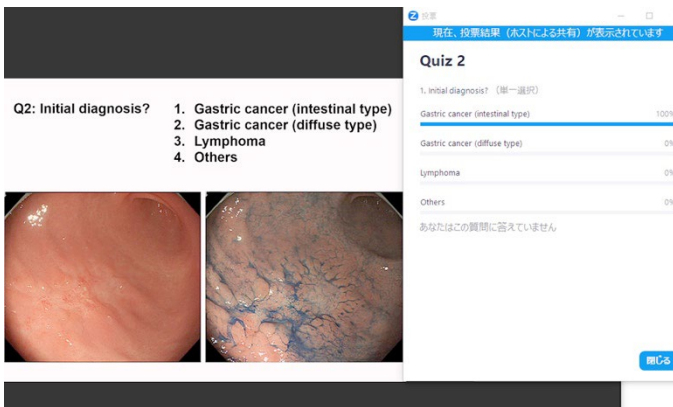 投票
現在、投票結果（ホストによる共有）が表示されています
Q2: Initial diagnosis?
1. Gastric cancer (intestinal type)
2. Gastric cancer (diffuse type)
3. Lymphoma
4. Others
Quiz 2
1. Initial diagnosis? （単一選択）
Gastric cancer (intestinal type) 100%
Gastric cancer (diffuse type) 0%
Lymphoma 0%
Others 0%
あなたはこの質問に答えていません
閉じる